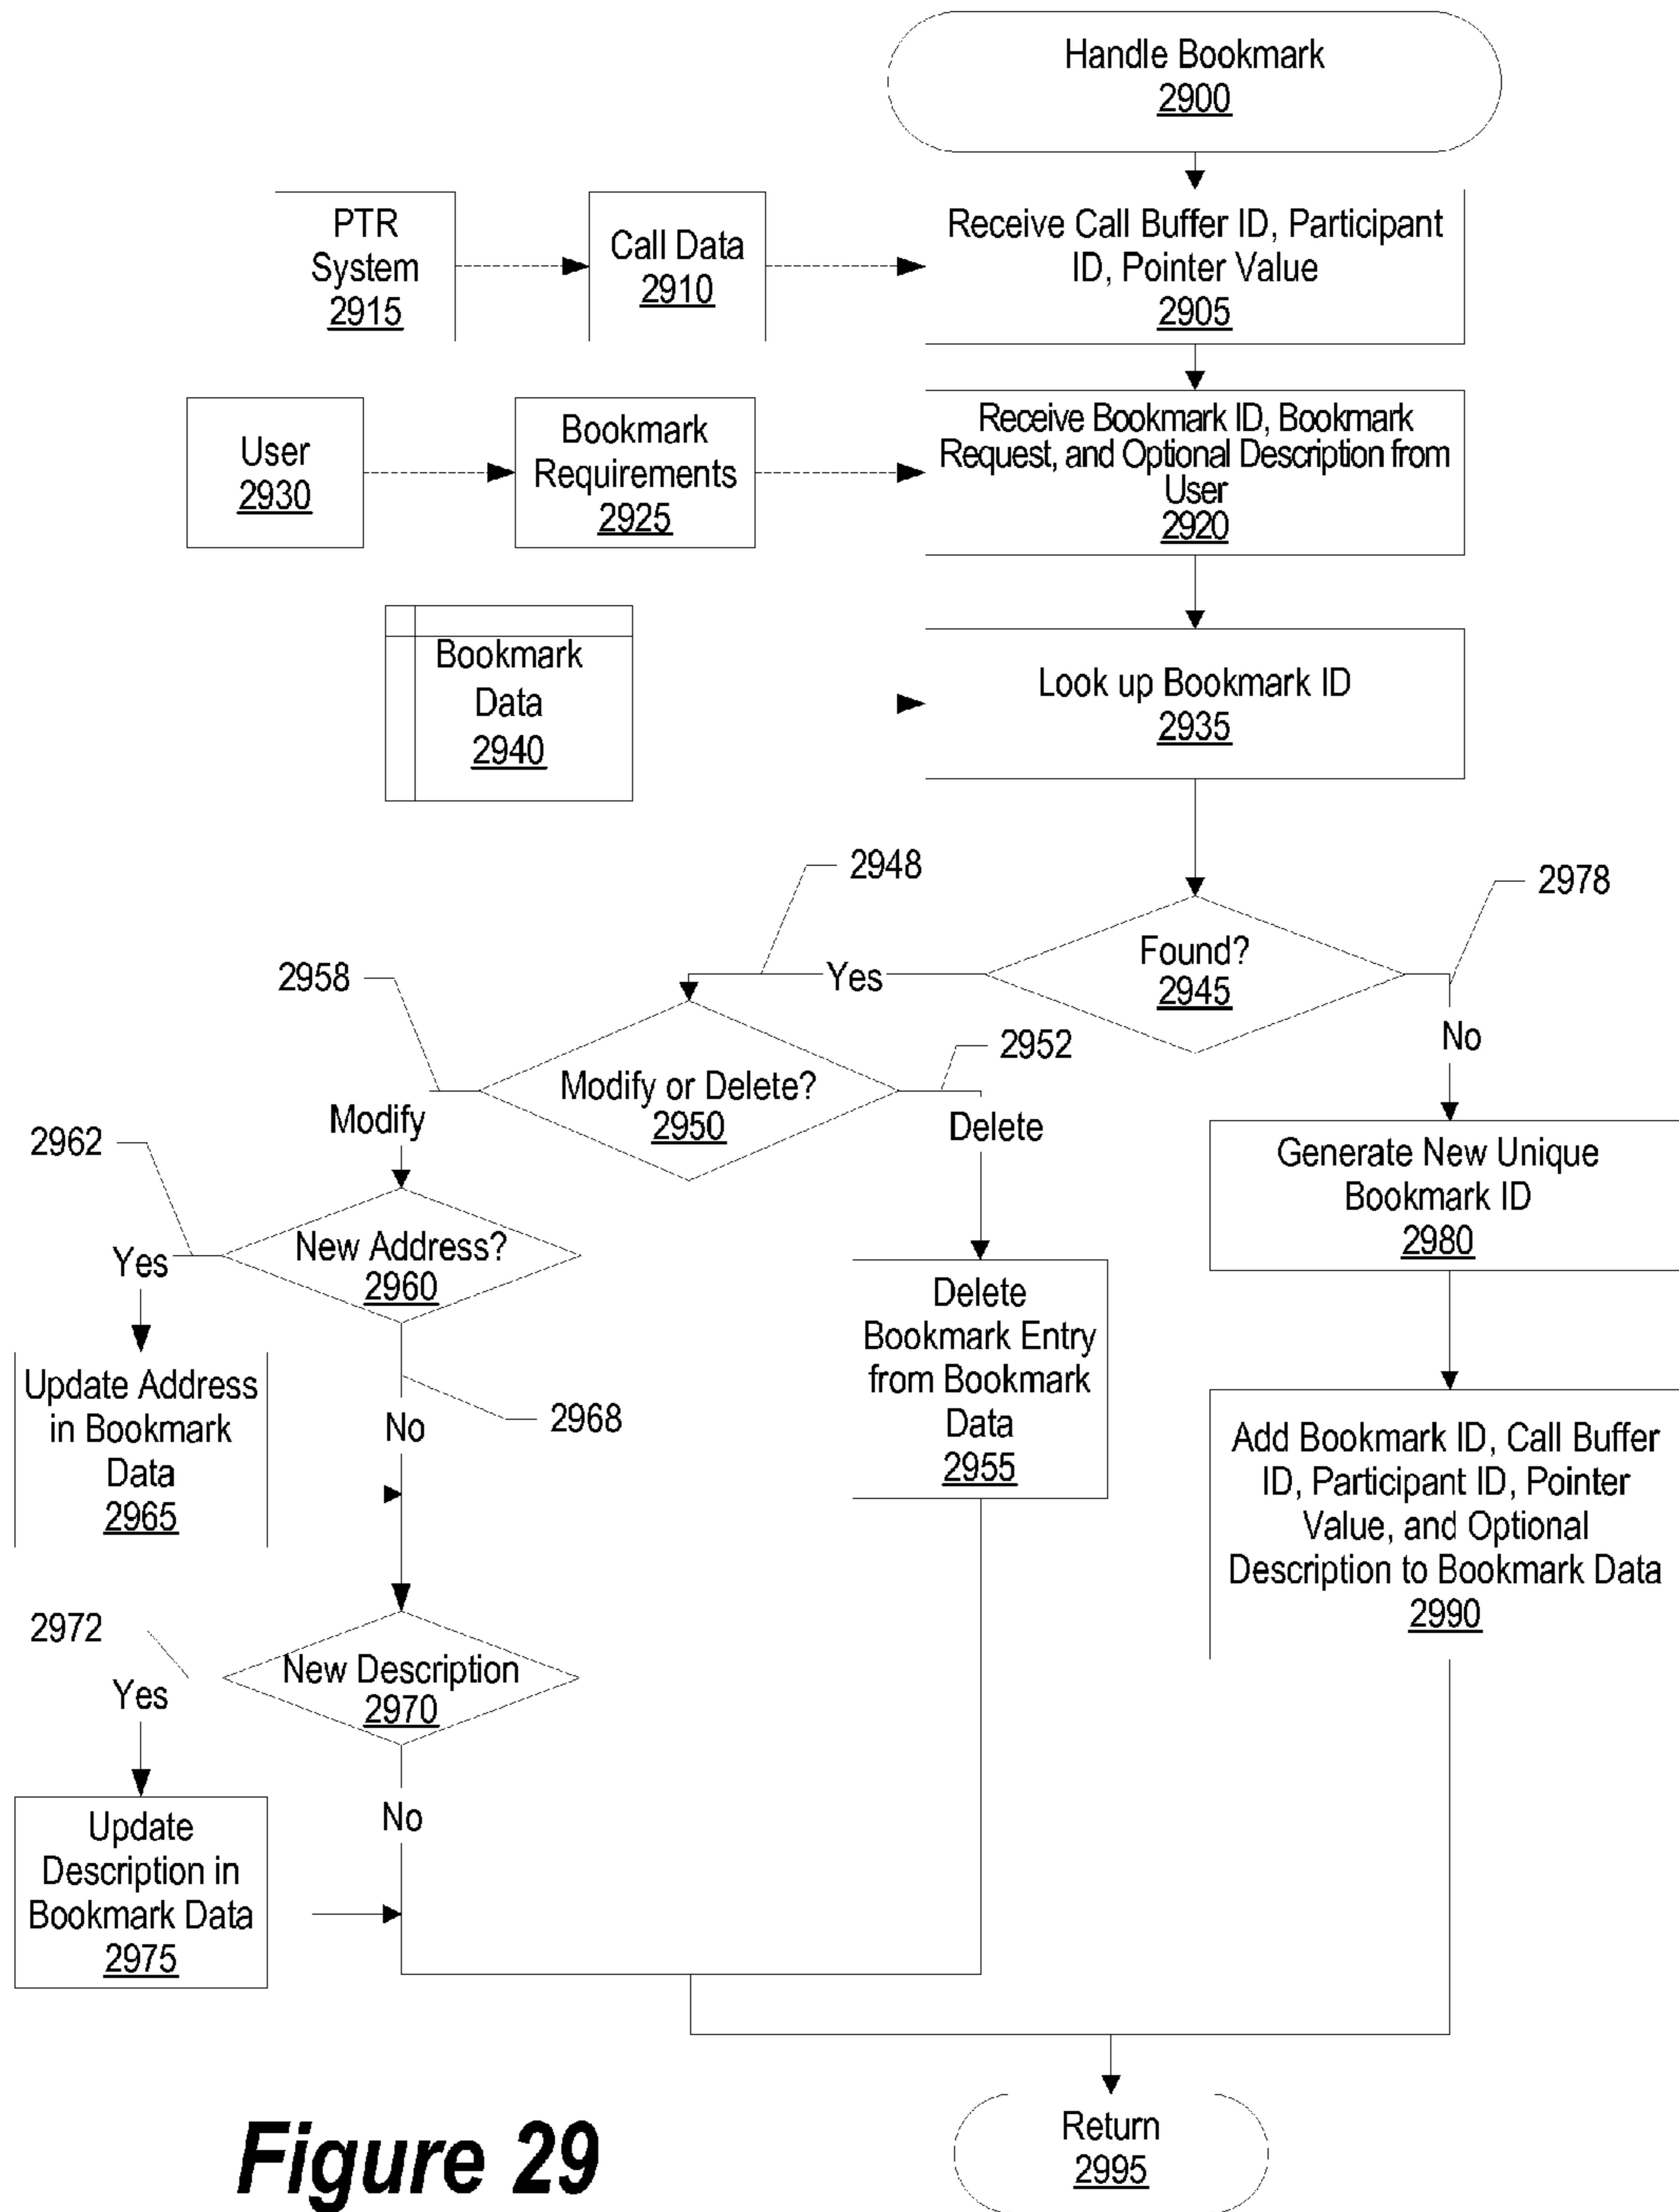 Handle Bookmark
2900
PTR
System
2915
Call Data
2910
Receive Call Buffer ID, Participant
ID, Pointer Value
2905
User
2930
Bookmark
Requirements
2925
Receive Bookmark ID, Bookmark
Request, and Optional Description from
User
2920
Bookmark
Data
2940
Look up Bookmark ID
2935
2948
2978
Found?
2945
Yes
No
2958
2952
Modify or Delete?
2950
Modify
Delete
2962
New Address?
2960
Yes
Generate New Unique
Bookmark ID
2980
Delete
Bookmark Entry
from Bookmark
Data
2955
Update Address
in Bookmark
Data
2965
No
2968
Add Bookmark ID, Call Buffer
ID, Participant ID, Pointer
Value, and Optional
Description to Bookmark Data
2990
2972
New Description
2970
Yes
No
Update
Description in
Bookmark Data
2975
Return
2995
Figure 29